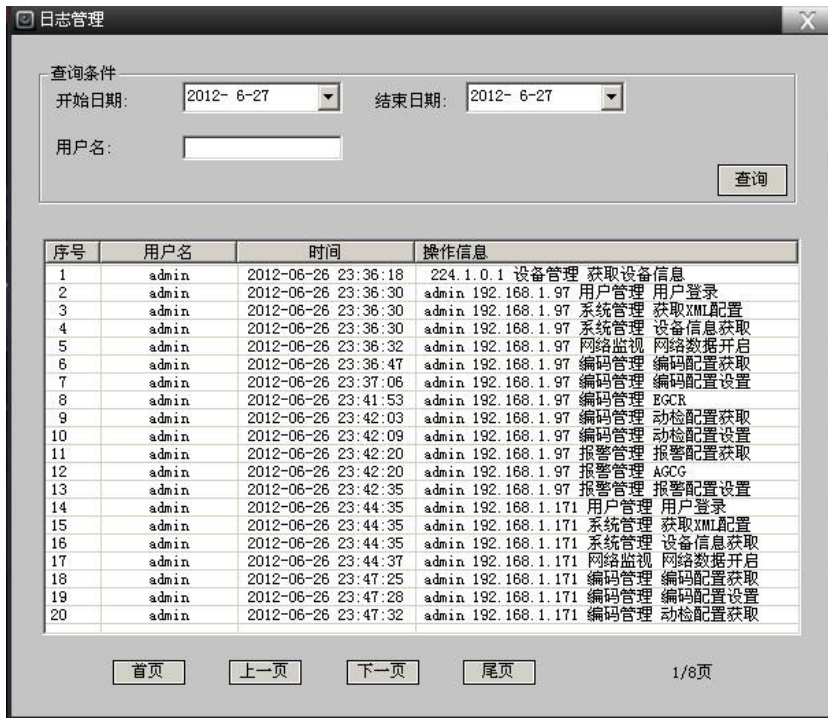 日志管理
查询条件
开始日期: 2012- 6-27 结束日期: 2012- 6-27
用户名:
查询
序号 用户名 时间 操作信息
1 admin 2012-06-26 23:36:18 224.1.0.1 设备管理 获取设备信息
2 admin 2012-06-26 23:36:30 admin 192.168.1.97 用户管理 用户登录
3 admin 2012-06-26 23:36:30 admin 192.168.1.97 系统管理 获取XML配置
4 admin 2012-06-26 23:36:30 admin 192.168.1.97 系统管理 设备信息获取
5 admin 2012-06-26 23:36:32 admin 192.168.1.97 网络监视 网络数据开启
6 admin 2012-06-26 23:36:47 admin 192.168.1.97 编码管理 编码配置获取
7 admin 2012-06-26 23:37:06 admin 192.168.1.97 编码管理 编码配置设置
8 admin 2012-06-26 23:41:53 admin 192.168.1.97 编码管理 EGCR
9 admin 2012-06-26 23:42:03 admin 192.168.1.97 编码管理 动检配置获取
10 admin 2012-06-26 23:42:09 admin 192.168.1.97 编码管理 动检配置设置
11 admin 2012-06-26 23:42:20 admin 192.168.1.97 报警管理 报警配置获取
12 admin 2012-06-26 23:42:20 admin 192.168.1.97 报警管理 AGCG
13 admin 2012-06-26 23:42:35 admin 192.168.1.97 报警管理 报警配置设置
14 admin 2012-06-26 23:44:35 admin 192.168.1.171 用户管理 用户登录
15 admin 2012-06-26 23:44:35 admin 192.168.1.171 系统管理 获取XML配置
16 admin 2012-06-26 23:44:35 admin 192.168.1.171 系统管理 设备信息获取
17 admin 2012-06-26 23:44:37 admin 192.168.1.171 网络监视 网络数据开启
18 admin 2012-06-26 23:47:25 admin 192.168.1.171 编码管理 编码配置获取
19 admin 2012-06-26 23:47:28 admin 192.168.1.171 编码管理 编码配置设置
20 admin 2012-06-26 23:47:32 admin 192.168.1.171 编码管理 动检配置获取
首页 上一页 下一页 尾页 1/8页